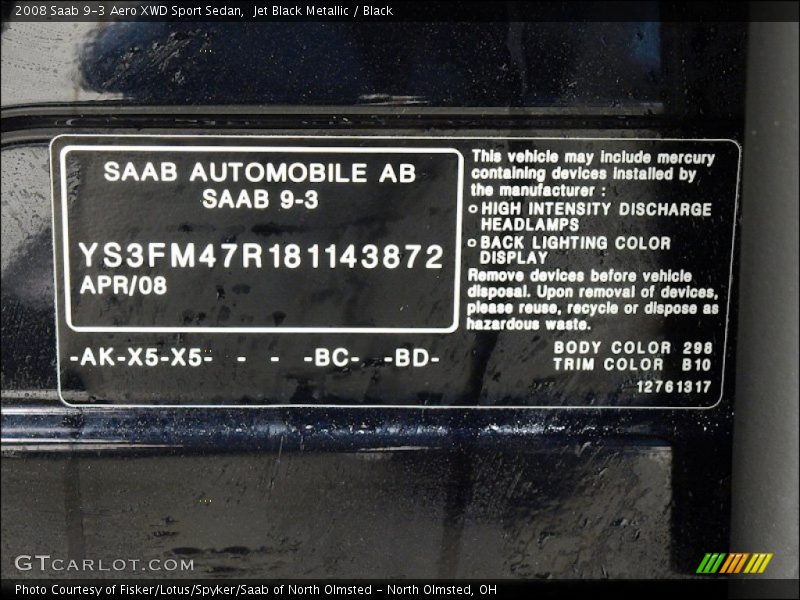 2008 Saab 9-3 Aero XWD Sport Sedan,  Jet Black Metallic / Black
SAAB AUTOMOBILE AB
SAAB 9-3
YS3FM47R181143872
APR/08
-AK-X5-X5- - - -BC- -BD-
This vehicle may include mercury
containing devices installed by
the manufacturer :
o HIGH INTENSITY DISCHARGE
HEADLAMPS
o BACK LIGHTING COLOR
DISPLAY
Remove devices before vehicle
disposal. Upon removal of devices,
please reuse, recycle or dispose as
hazardous waste.
BODY COLOR 298
TRIM COLOR B10
12761317
GTCARLOT.COM
Photo Courtesy of Fisker/Lotus/Spyker/Saab of North Olmsted - North Olmsted, OH